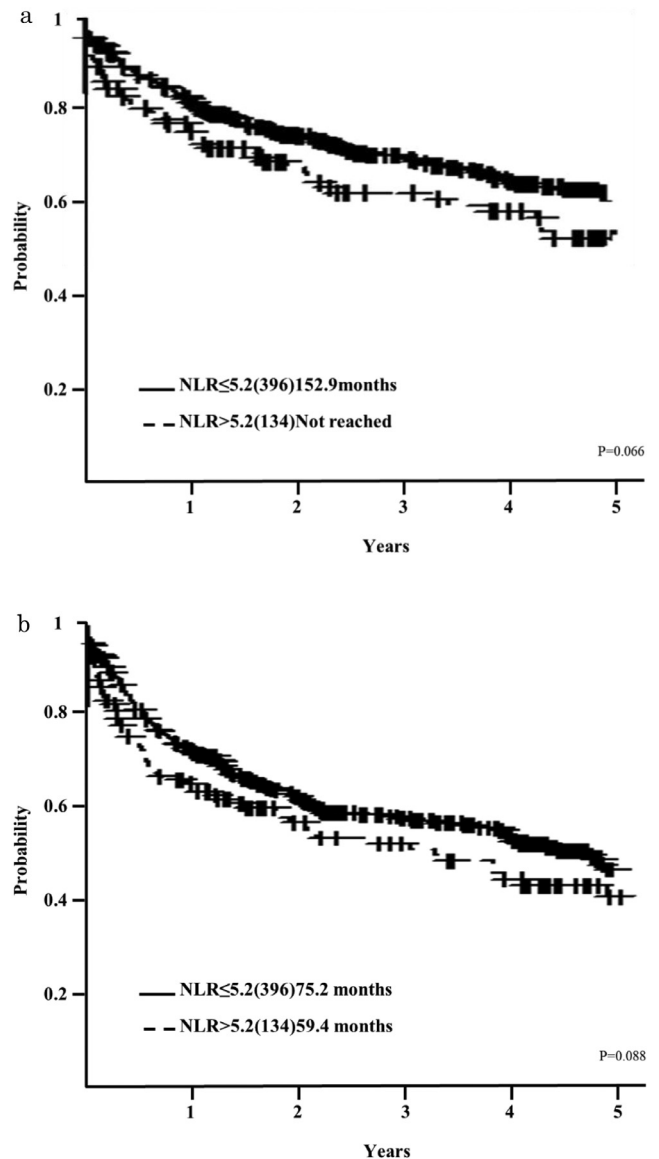 a
1
0.8
0.6
0.4
0.2
Probability
NLR≤5.2(396)152.9months
NLR>5.2(134)Not reached
P=0.066
1 2 3 4 5
Years
b
1
0.8
0.6
0.4
0.2
Probability
NLR≤5.2(396)75.2 months
NLR>5.2(134)59.4 months
P=0.088
1 2 3 4 5
Years